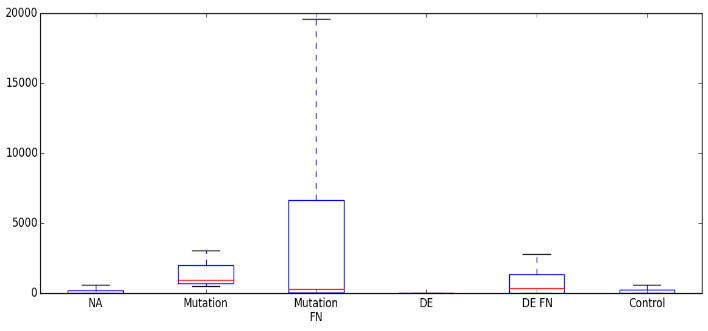 20000
15000
10000
5000
0
NA
Mutation
Mutation
FN
DE
DE FN
Control